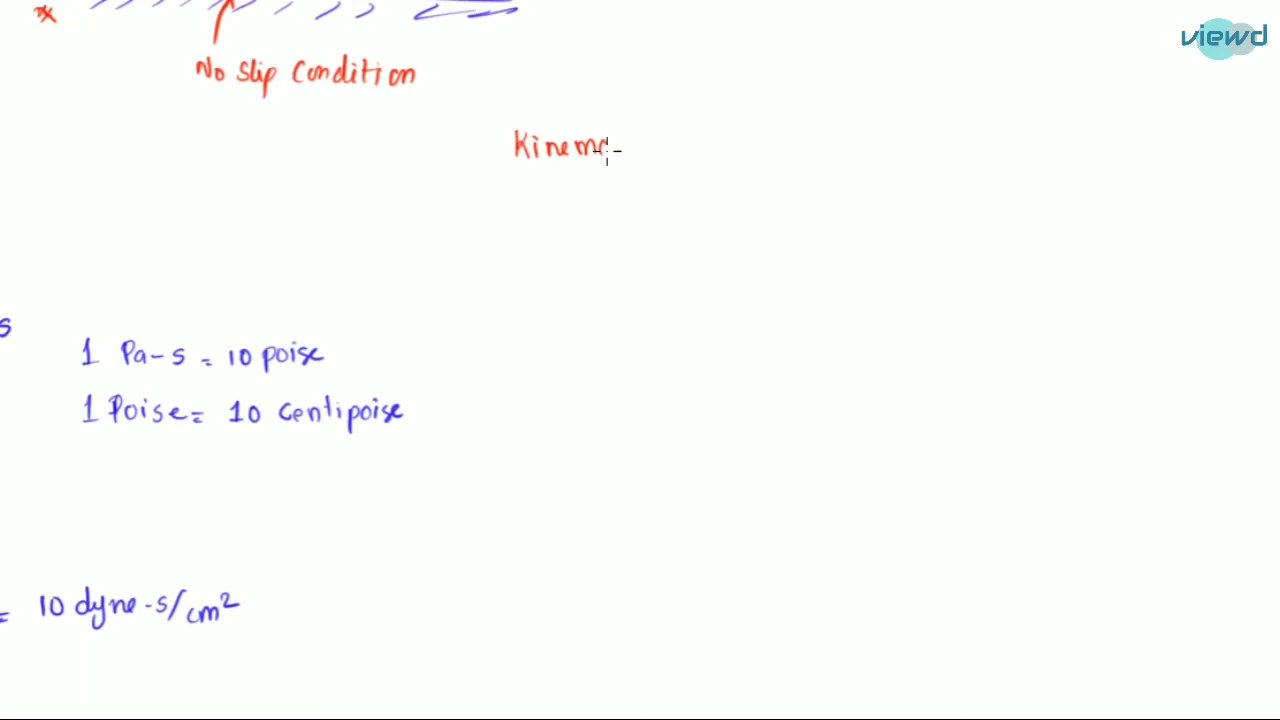 viewd
No slip Condition
Kinema
s
1 Pa-s = 10 poise
1 Poise = 10 Centipoise
= 10 dyne-s/cm²